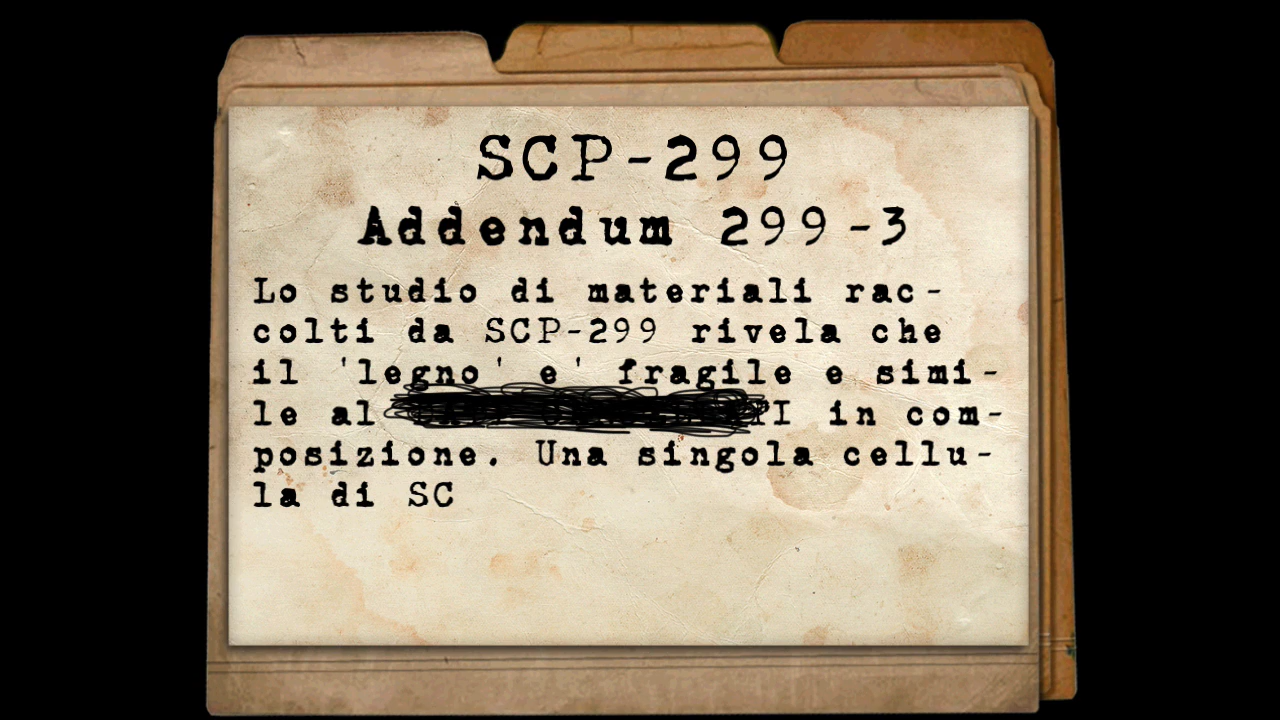 SCP-299
Addendum 299-3
Lo studio di materiali rac-
colti da SCP-299 rivela che
il 'legno' e' fragile e simi-
le al in com-
posizione. Una singola cellu-
la di SC